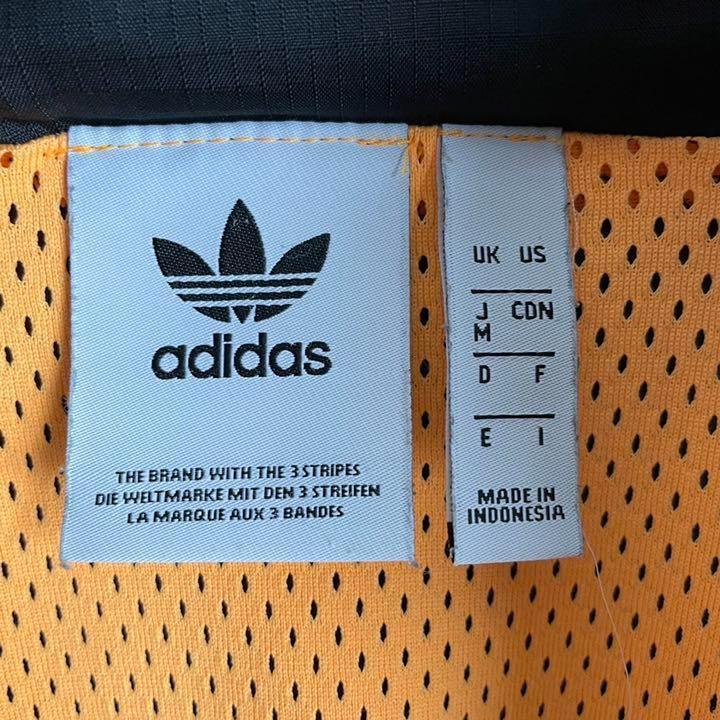 adidas
THE BRAND WITH THE 3 STRIPES
DIE WELTMARKE MIT DEN 3 STREIFEN
LA MARQUE AUX 3 BANDES
UK US
J CDN
M
D F
E I
MADE IN
INDONESIA